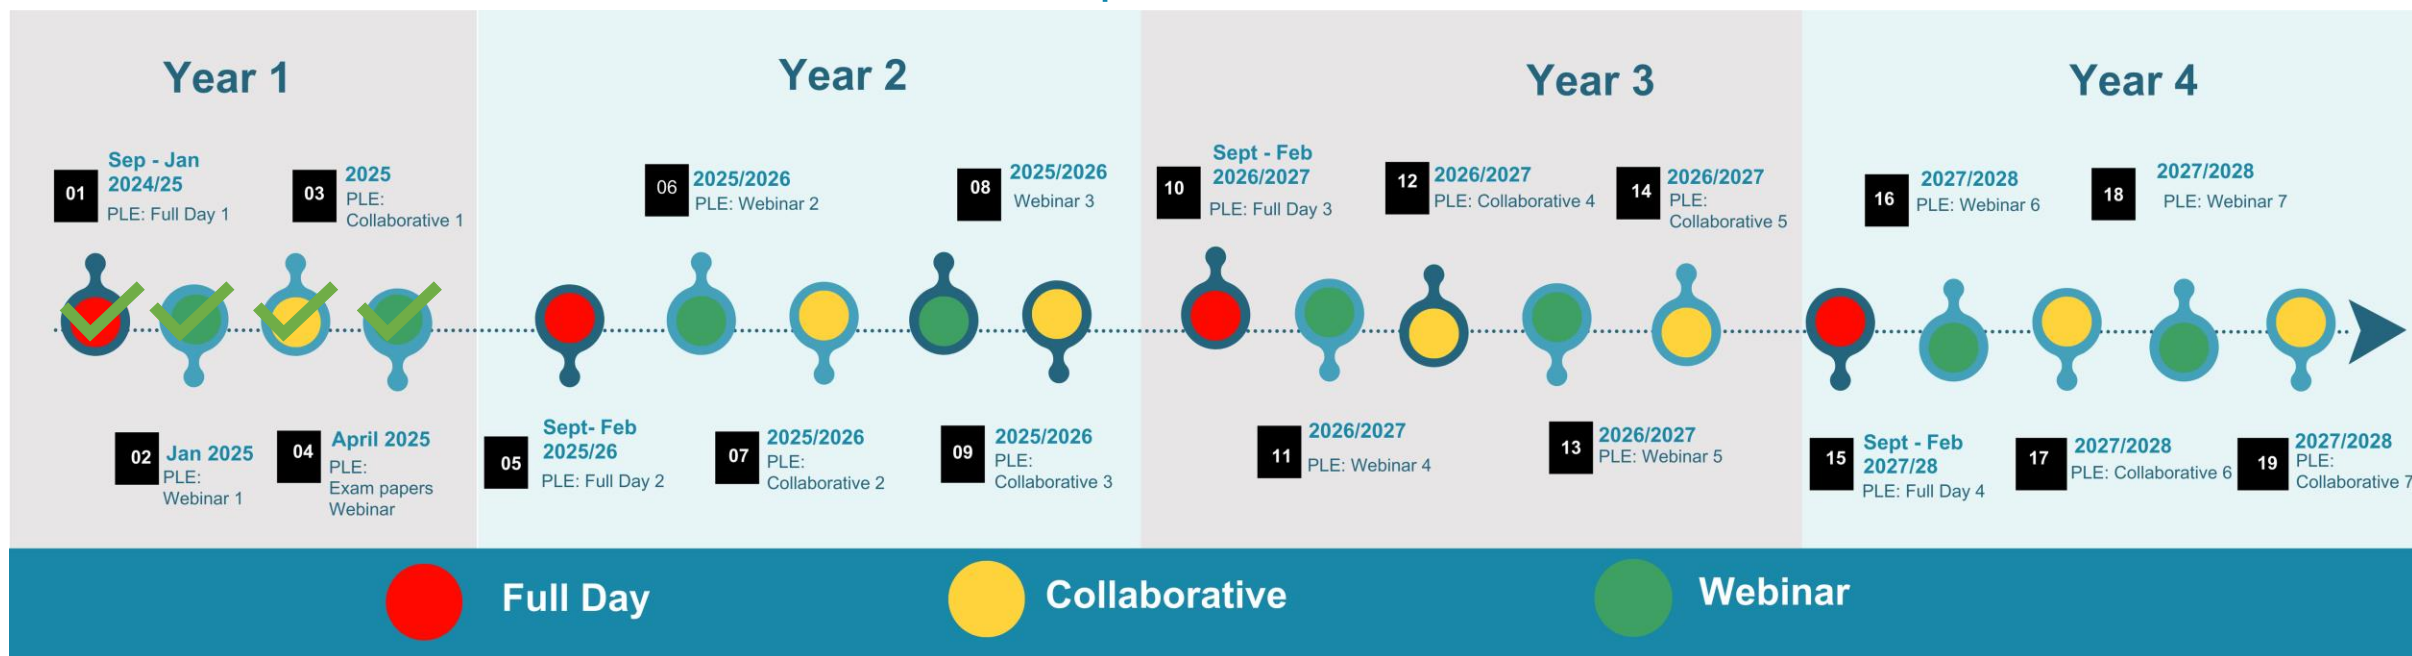 Year 1
01
Sep - Jan
2024/25
PLE: Full Day 1
03
2025
PLE:
Collaborative 1
02
Jan 2025
PLE:
Webinar 1
04
April 2025
PLE:
Exam papers
Webinar
Year 2
06
2025/2026
PLE: Webinar 2
08
2025/2026
Webinar 3
05
Sept- Feb
2025/26
PLE: Full Day 2
07
2025/2026
PLE:
Collaborative 2
09
2025/2026
PLE:
Collaborative 3
Year 3
10
Sept - Feb
2026/2027
PLE: Full Day 3
12
2026/2027
PLE: Collaborative 4
14
2026/2027
PLE:
Collaborative 5
11
2026/2027
PLE: Webinar 4
13
2026/2027
PLE: Webinar 5
Year 4
16
2027/2028
PLE: Webinar 6
18
2027/2028
PLE: Webinar 7
15
Sept - Feb
2027/28
PLE: Full Day 4
17
2027/2028
PLE: Collaborative 6
19
2027/2028
PLE:
Collaborative 7
Full Day
Collaborative
Webinar